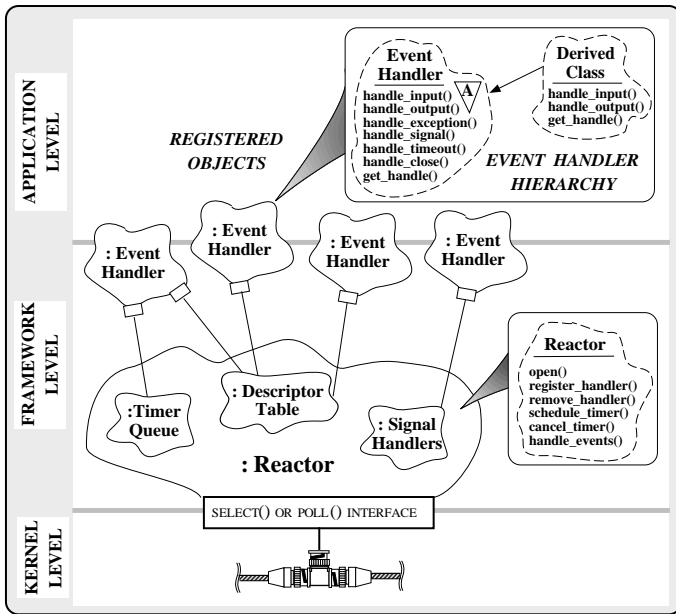 APPLICATION
LEVEL
REGISTERED
OBJECTS
Event
Handler
A
handle_input()
handle_output()
handle_exception()
handle_signal()
handle_timeout()
handle_close()
get_handle()
Derived
Class
handle_input()
handle_output()
get_handle()
EVENT HANDLER
HIERARCHY
: Event
Handler
: Event
Handler
: Event
Handler
: Event
Handler
FRAMEWORK
LEVEL
:Timer
Queue
: Descriptor
Table
: Signal
Handlers
: Reactor
Reactor
open()
register_handler()
remove_handler()
schedule_timer()
cancel_timer()
handle_events()
KERNEL
LEVEL
SELECT() OR POLL() INTERFACE